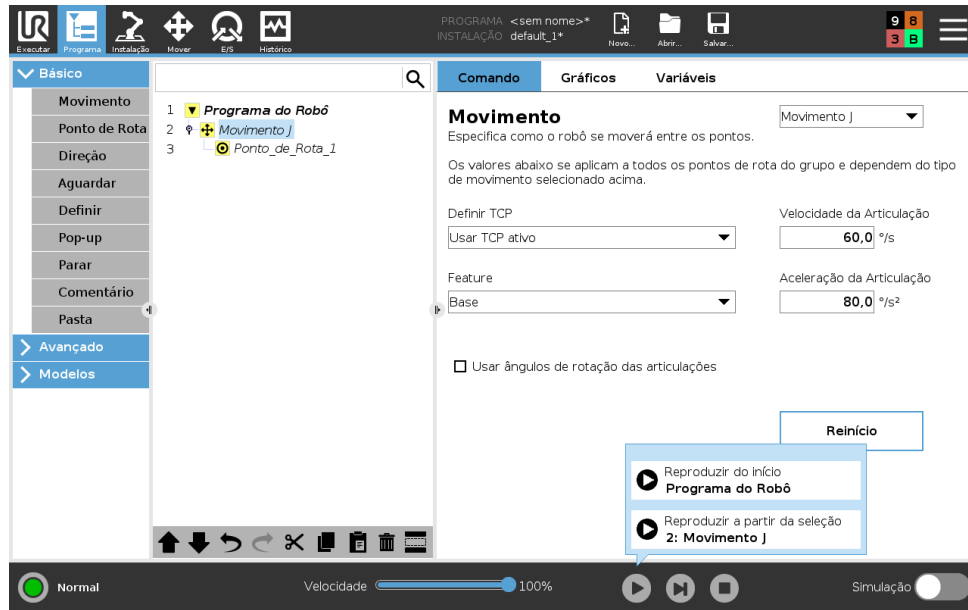 UR
PROGRAMA <sem nome>*
INSTALAÇÃO default_1*
Executar Programa Instalação Mover E/S Histórico
Novo... Abrir... Salvar...
9 8
3 B
Básico
Movimento
Ponto de Rota
Direção
Aguardar
Definir
Pop-up
Parar
Comentário
Pasta
Avançado
Modelos
1 Programa do Robô
2 Movimento J
3 Ponto_de_Rota_1
Comando Gráficos Variáveis
Movimento
Movimento J
Especifica como o robô se moverá entre os pontos.
Os valores abaixo se aplicam a todos os pontos de rota do grupo e dependem do tipo
de movimento selecionado acima.
Definir TCP
Velocidade da Articulação
Usar TCP ativo
60,0 °/s
Feature
Aceleração da Articulação
Base
80,0 °/s²
Usar ângulos de rotação das articulações
Reinício
Reproduzir do início
Programa do Robô
Reproduzir a partir da seleção
2: Movimento J
Normal
Velocidade
100%
Simulação